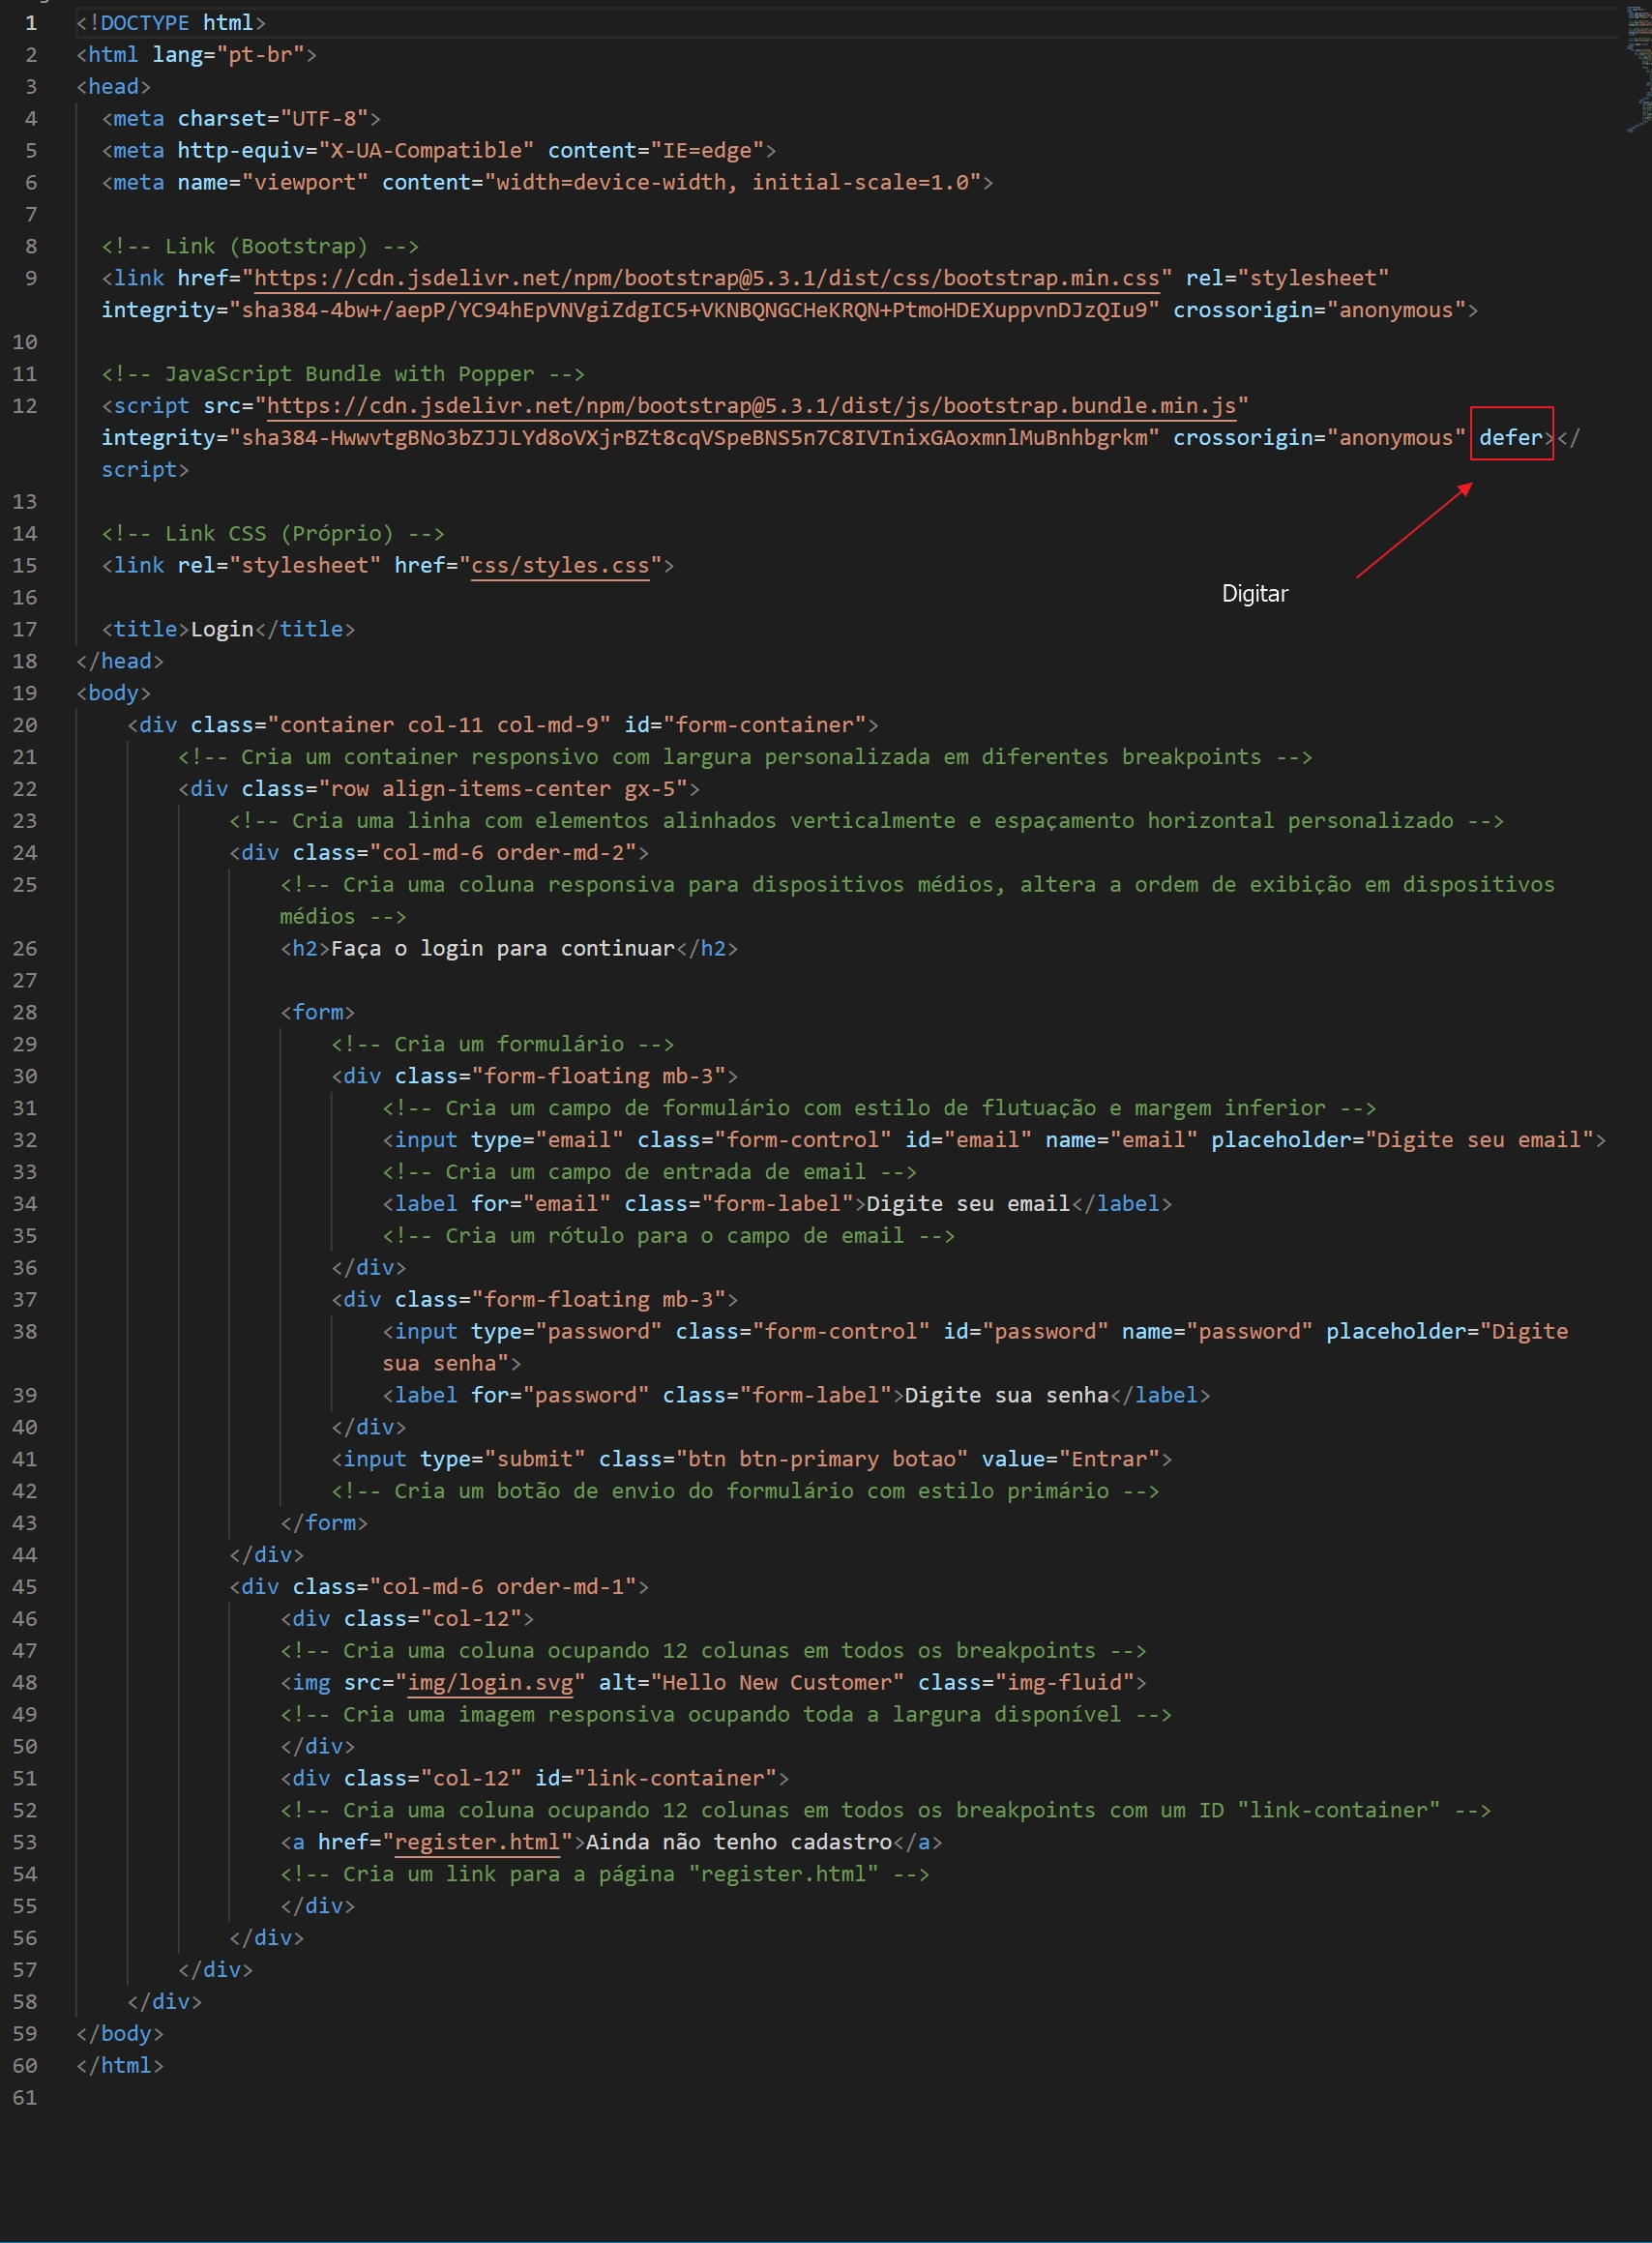 1 <!DOCTYPE html>
2 <html lang="pt-br">
3 <head>
4 <meta charset="UTF-8">
5 <meta http-equiv="X-UA-Compatible" content="IE=edge">
6 <meta name="viewport" content="width=device-width, initial-scale=1.0">
7
8 <!-- Link (Bootstrap) -->
9 <link href="https://cdn.jsdelivr.net/npm/bootstrap@5.3.1/dist/css/bootstrap.min.css" rel="stylesheet"
integrity="sha384-4bw+/aepP/YC94hEpVNVgiZdgIC5+VKNBQNGCHeKRQN+PtmoHDEXuppvnDJzQIu9" crossorigin="anonymous">
10
11 <!-- JavaScript Bundle with Popper -->
12 <script src="https://cdn.jsdelivr.net/npm/bootstrap@5.3.1/dist/js/bootstrap.bundle.min.js"
integrity="sha384-HwwvtgBNo3bZJJLYd8oVXjrBZt8cqVSpeBNS5n7C8IVInixGAoxmnlMuBnhbgrkm" crossorigin="anonymous" defer></
script>
13
14 <!-- Link CSS (Próprio) -->
15 <link rel="stylesheet" href="css/styles.css">
16
Digitar
17 <title>Login</title>
18 </head>
19 <body>
20 <div class="container col-11 col-md-9" id="form-container">
21 <!-- Cria um container responsivo com largura personalizada em diferentes breakpoints -->
22 <div class="row align-items-center gx-5">
23 <!-- Cria uma linha com elementos alinhados verticalmente e espaçamento horizontal personalizado -->
24 <div class="col-md-6 order-md-2">
25 <!-- Cria uma coluna responsiva para dispositivos médios, altera a ordem de exibição em dispositivos
médios -->
26 <h2>Faça o login para continuar</h2>
27
28 <form>
29 <!-- Cria um formulário -->
30 <div class="form-floating mb-3">
31 <!-- Cria um campo de formulário com estilo de flutuação e margem inferior -->
32 <input type="email" class="form-control" id="email" name="email" placeholder="Digite seu email">
33 <!-- Cria um campo de entrada de email -->
34 <label for="email" class="form-label">Digite seu email</label>
35 <!-- Cria um rótulo para o campo de email -->
36 </div>
37 <div class="form-floating mb-3">
38 <input type="password" class="form-control" id="password" name="password" placeholder="Digite
sua senha">
39 <label for="password" class="form-label">Digite sua senha</label>
40 </div>
41 <input type="submit" class="btn btn-primary botao" value="Entrar">
42 <!-- Cria um botão de envio do formulário com estilo primário -->
43 </form>
44 </div>
45 <div class="col-md-6 order-md-1">
46 <div class="col-12">
47 <!-- Cria uma coluna ocupando 12 colunas em todos os breakpoints -->
48 <img src="img/login.svg" alt="Hello New Customer" class="img-fluid">
49 <!-- Cria uma imagem responsiva ocupando toda a largura disponível -->
50 </div>
51 <div class="col-12" id="link-container">
52 <!-- Cria uma coluna ocupando 12 colunas em todos os breakpoints com um ID "link-container" -->
53 <a href="register.html">Ainda não tenho cadastro</a>
54 <!-- Cria um link para a página "register.html" -->
55 </div>
56 </div>
57 </div>
58 </div>
59 </body>
60 </html>
61